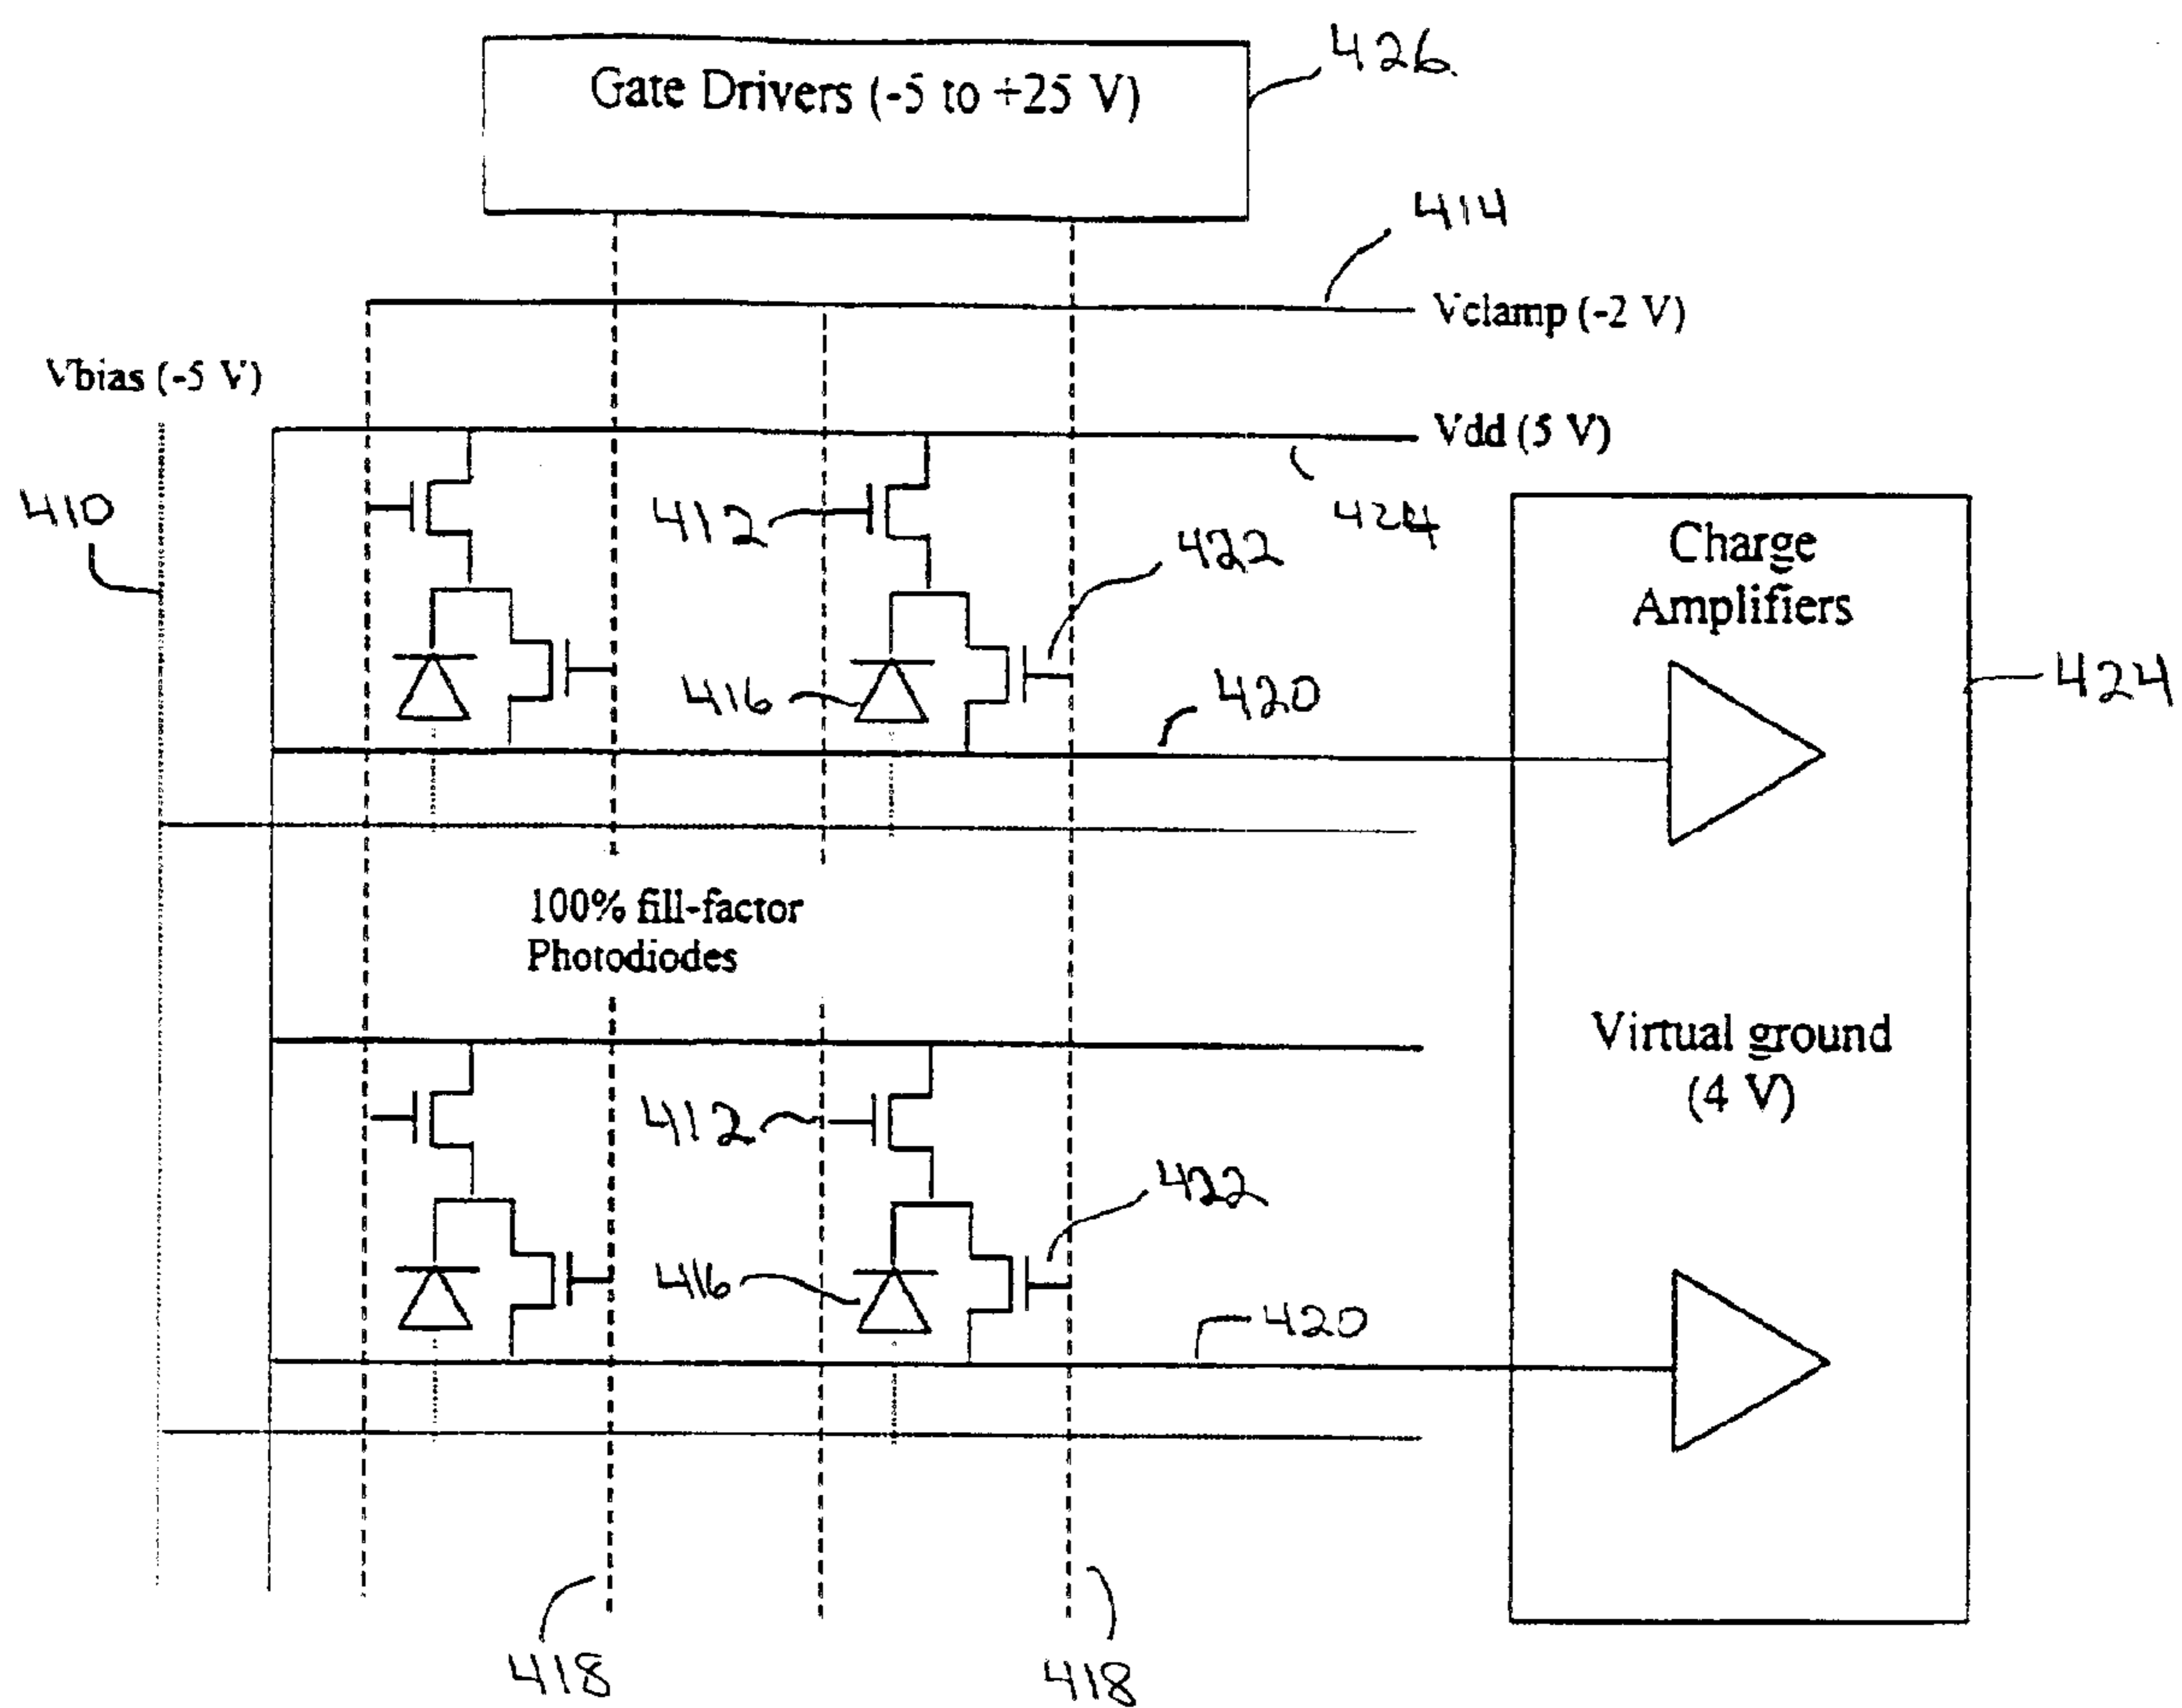 Gate Drivers (-5 to +25 V)
426
414
Vclamp (-2 V)
Vbias (-5 V)
Vdd (5 V)
410
412
424
422
Charge
Amplifiers
416
420
424
100% fill-factor
Photodiodes
Virtual ground
(4 V)
412
422
416
420
418
418